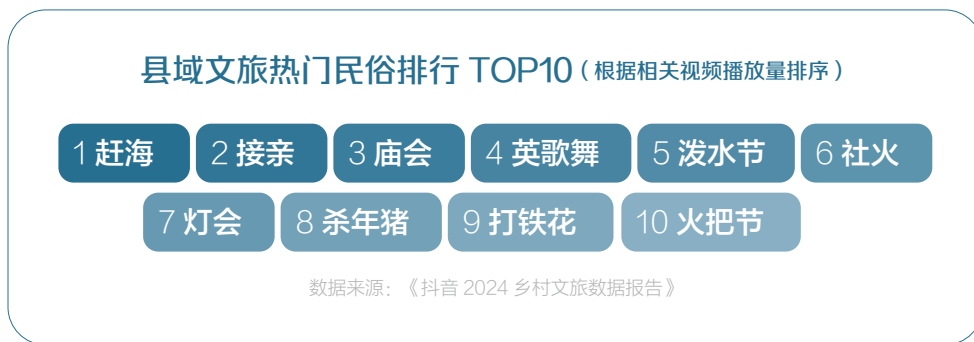 县域文旅热门民俗排行 TOP10（根据相关视频播放量排序）
1 赶海 2 接亲 3 庙会 4 英歌舞 5 泼水节 6 社火
7 灯会 8 杀年猪 9 打铁花 10 火把节
数据来源：《抖音 2024 乡村文旅数据报告》